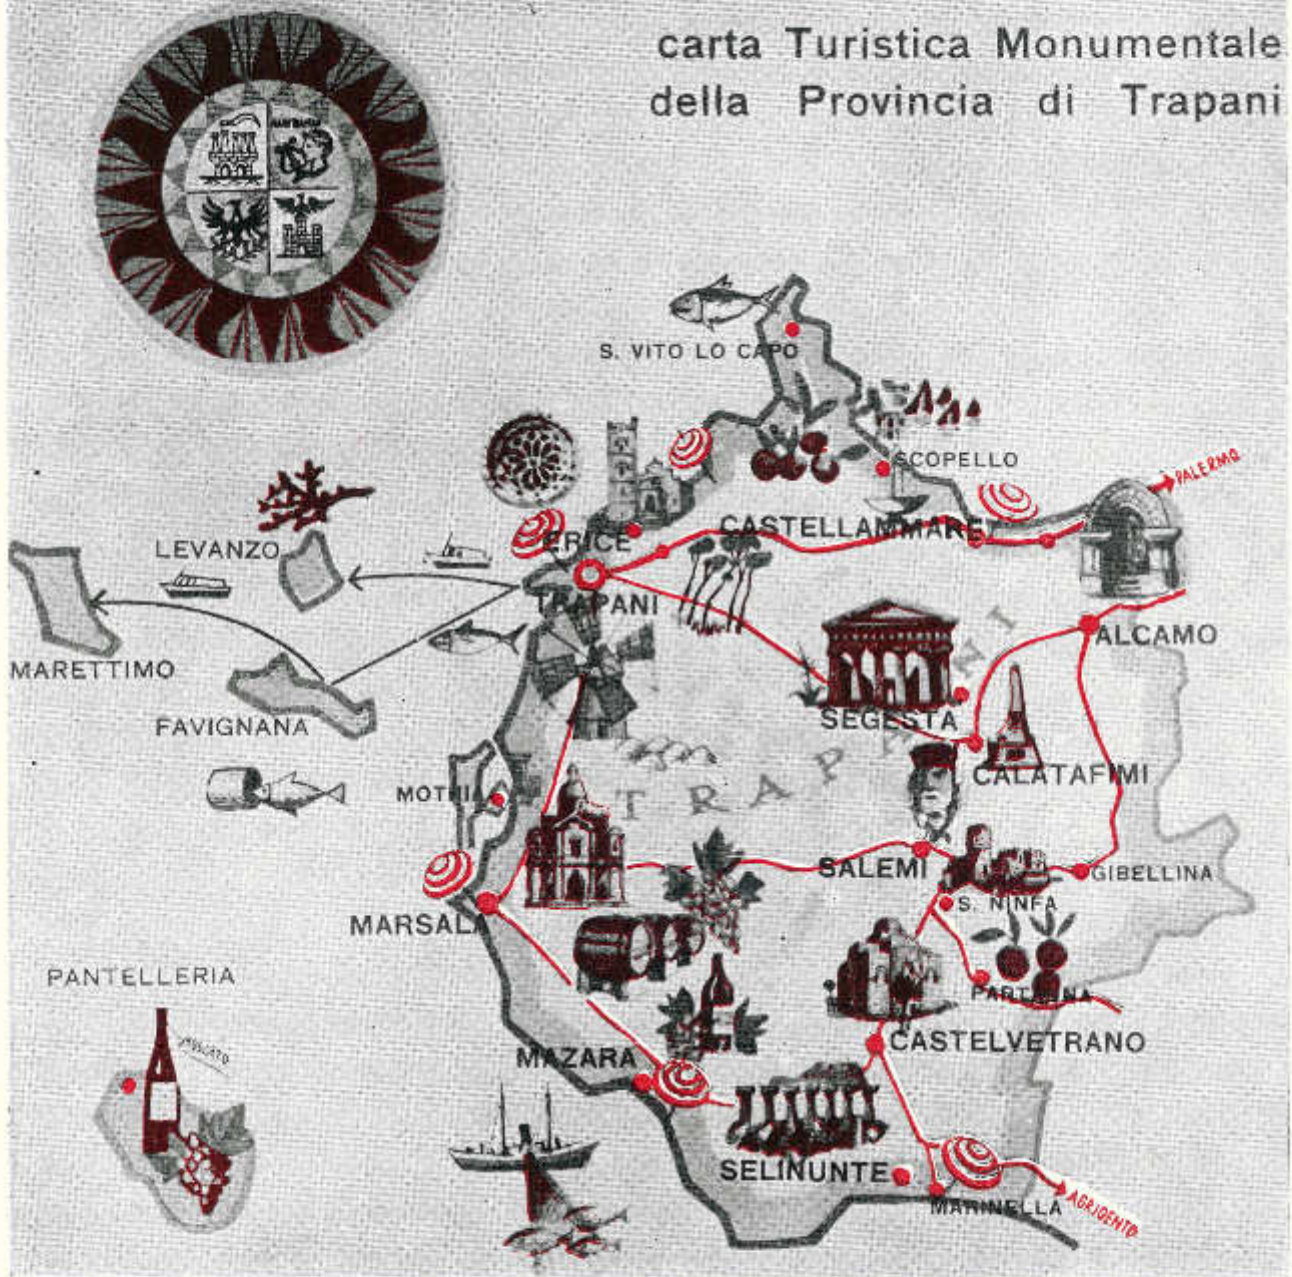 carta Turistica Monumentale
della Provincia di Trapani
S. VITO LO CAPO
SCOPELLO
PALERMO
CASTELLAMMARE
LEVANZO
ERICE
TRAPANI
ALCAMO
MARETTIMO
FAVIGNANA
SEGESTA
CALATAFIMI
MOTHIA
TRAPANI
SALEMI
GIBELLINA
S. NINFA
MARSALA
PANTELLERIA
PARTANNA
MOSCATO
MAZARA
CASTELVETRANO
SELINUNTE
MARINELLA
AGRIGENTO